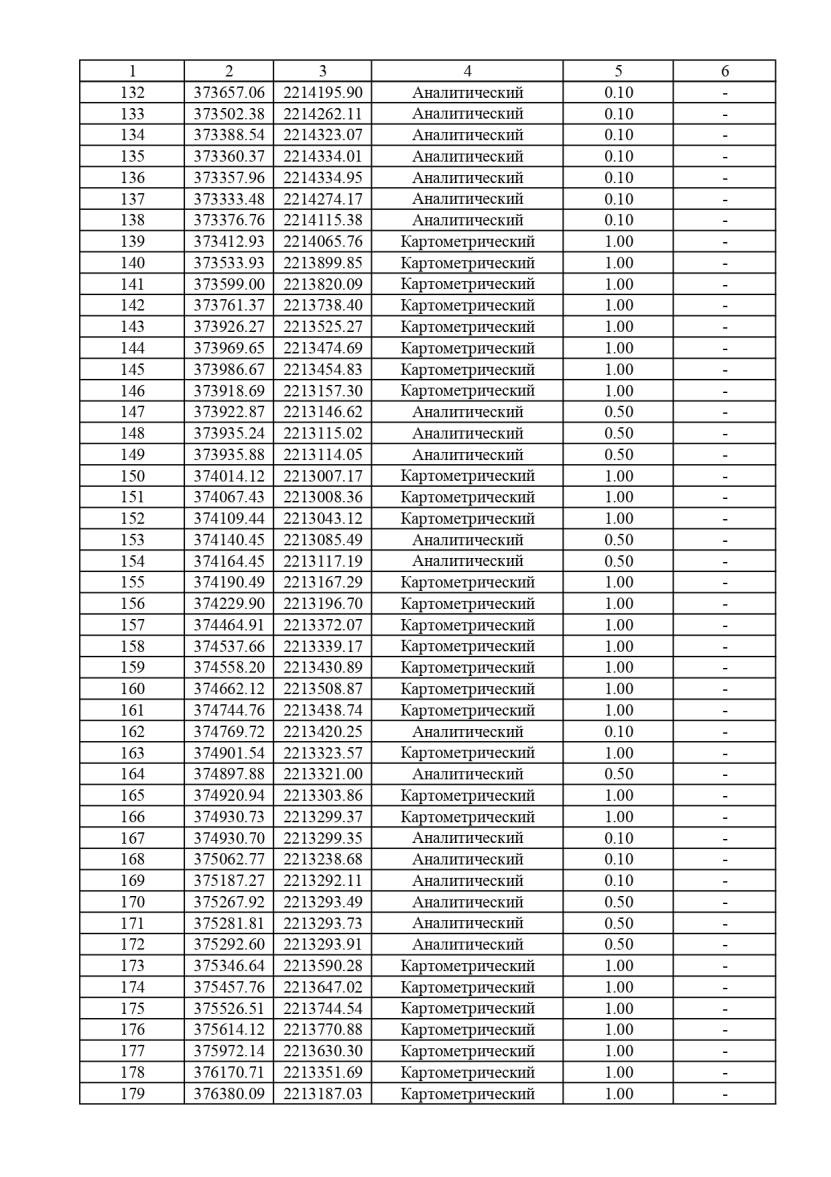 1 2 3 4 5 6
132 373657.06 2214195.90 Аналитический 0.10 -
133 373502.38 2214262.11 Аналитический 0.10 -
134 373388.54 2214323.07 Аналитический 0.10 -
135 373360.37 2214334.01 Аналитический 0.10 -
136 373357.96 2214334.95 Аналитический 0.10 -
137 373333.48 2214274.17 Аналитический 0.10 -
138 373376.76 2214115.38 Аналитический 0.10 -
139 373412.93 2214065.76 Картометрический 1.00 -
140 373533.93 2213899.85 Картометрический 1.00 -
141 373599.00 2213820.09 Картометрический 1.00 -
142 373761.37 2213738.40 Картометрический 1.00 -
143 373926.27 2213525.27 Картометрический 1.00 -
144 373969.65 2213474.69 Картометрический 1.00 -
145 373986.67 2213454.83 Картометрический 1.00 -
146 373918.69 2213157.30 Картометрический 1.00 -
147 373922.87 2213146.62 Аналитический 0.50 -
148 373935.24 2213115.02 Аналитический 0.50 -
149 373935.88 2213114.05 Аналитический 0.50 -
150 374014.12 2213007.17 Картометрический 1.00 -
151 374067.43 2213008.36 Картометрический 1.00 -
152 374109.44 2213043.12 Картометрический 1.00 -
153 374140.45 2213085.49 Аналитический 0.50 -
154 374164.45 2213117.19 Аналитический 0.50 -
155 374190.49 2213167.29 Картометрический 1.00 -
156 374229.90 2213196.70 Картометрический 1.00 -
157 374464.91 2213372.07 Картометрический 1.00 -
158 374537.66 2213339.17 Картометрический 1.00 -
159 374558.20 2213430.89 Картометрический 1.00 -
160 374662.12 2213508.87 Картометрический 1.00 -
161 374744.76 2213438.74 Картометрический 1.00 -
162 374769.72 2213420.25 Аналитический 0.10 -
163 374901.54 2213323.57 Картометрический 1.00 -
164 374897.88 2213321.00 Аналитический 0.50 -
165 374920.94 2213303.86 Картометрический 1.00 -
166 374930.73 2213299.37 Картометрический 1.00 -
167 374930.70 2213299.35 Аналитический 0.10 -
168 375062.77 2213238.68 Аналитический 0.10 -
169 375187.27 2213292.11 Аналитический 0.10 -
170 375267.92 2213293.49 Аналитический 0.50 -
171 375281.81 2213293.73 Аналитический 0.50 -
172 375292.60 2213293.91 Аналитический 0.50 -
173 375346.64 2213590.28 Картометрический 1.00 -
174 375457.76 2213647.02 Картометрический 1.00 -
175 375526.51 2213744.54 Картометрический 1.00 -
176 375614.12 2213770.88 Картометрический 1.00 -
177 375972.14 2213630.30 Картометрический 1.00 -
178 376170.71 2213351.69 Картометрический 1.00 -
179 376380.09 2213187.03 Картометрический 1.00 -